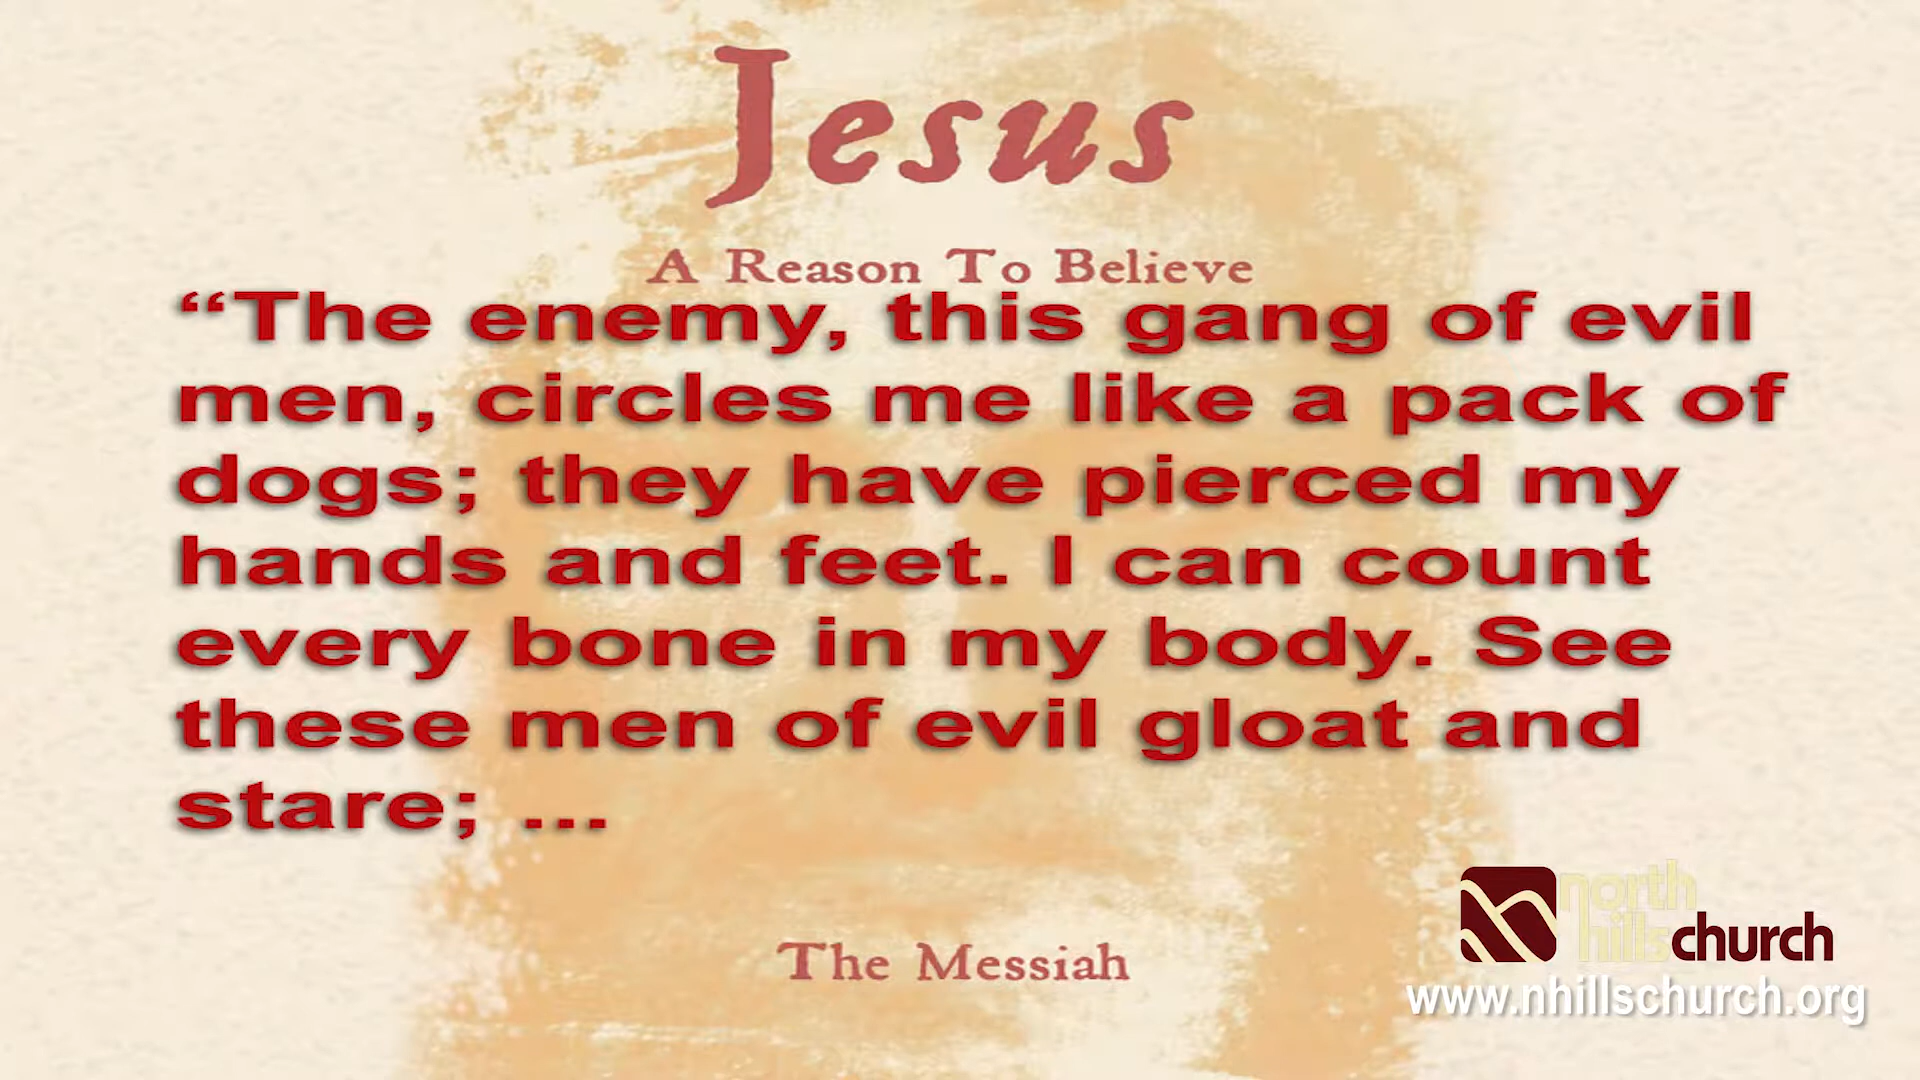 Jesus
A Reason To Believe
“The enemy, this gang of evil
men, circles me like a pack of
dogs; they have pierced my
hands and feet. I can count
every bone in my body. See
these men of evil gloat and
stare; ...
The Messiah
north
hillschurch
www.nhillschurch.org